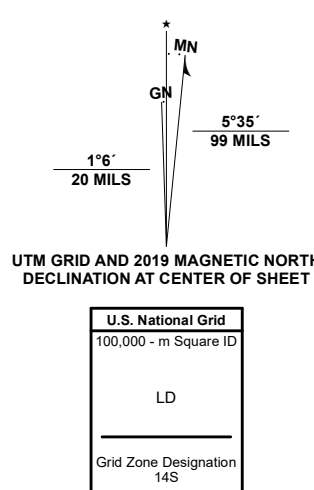 ★
MN
GN
5°35´
99 MILS
1°6´
20 MILS
UTM GRID AND 2019 MAGNETIC NORTH
DECLINATION AT CENTER OF SHEET
U.S. National Grid
100,000 - m Square ID
LD
Grid Zone Designation
14S